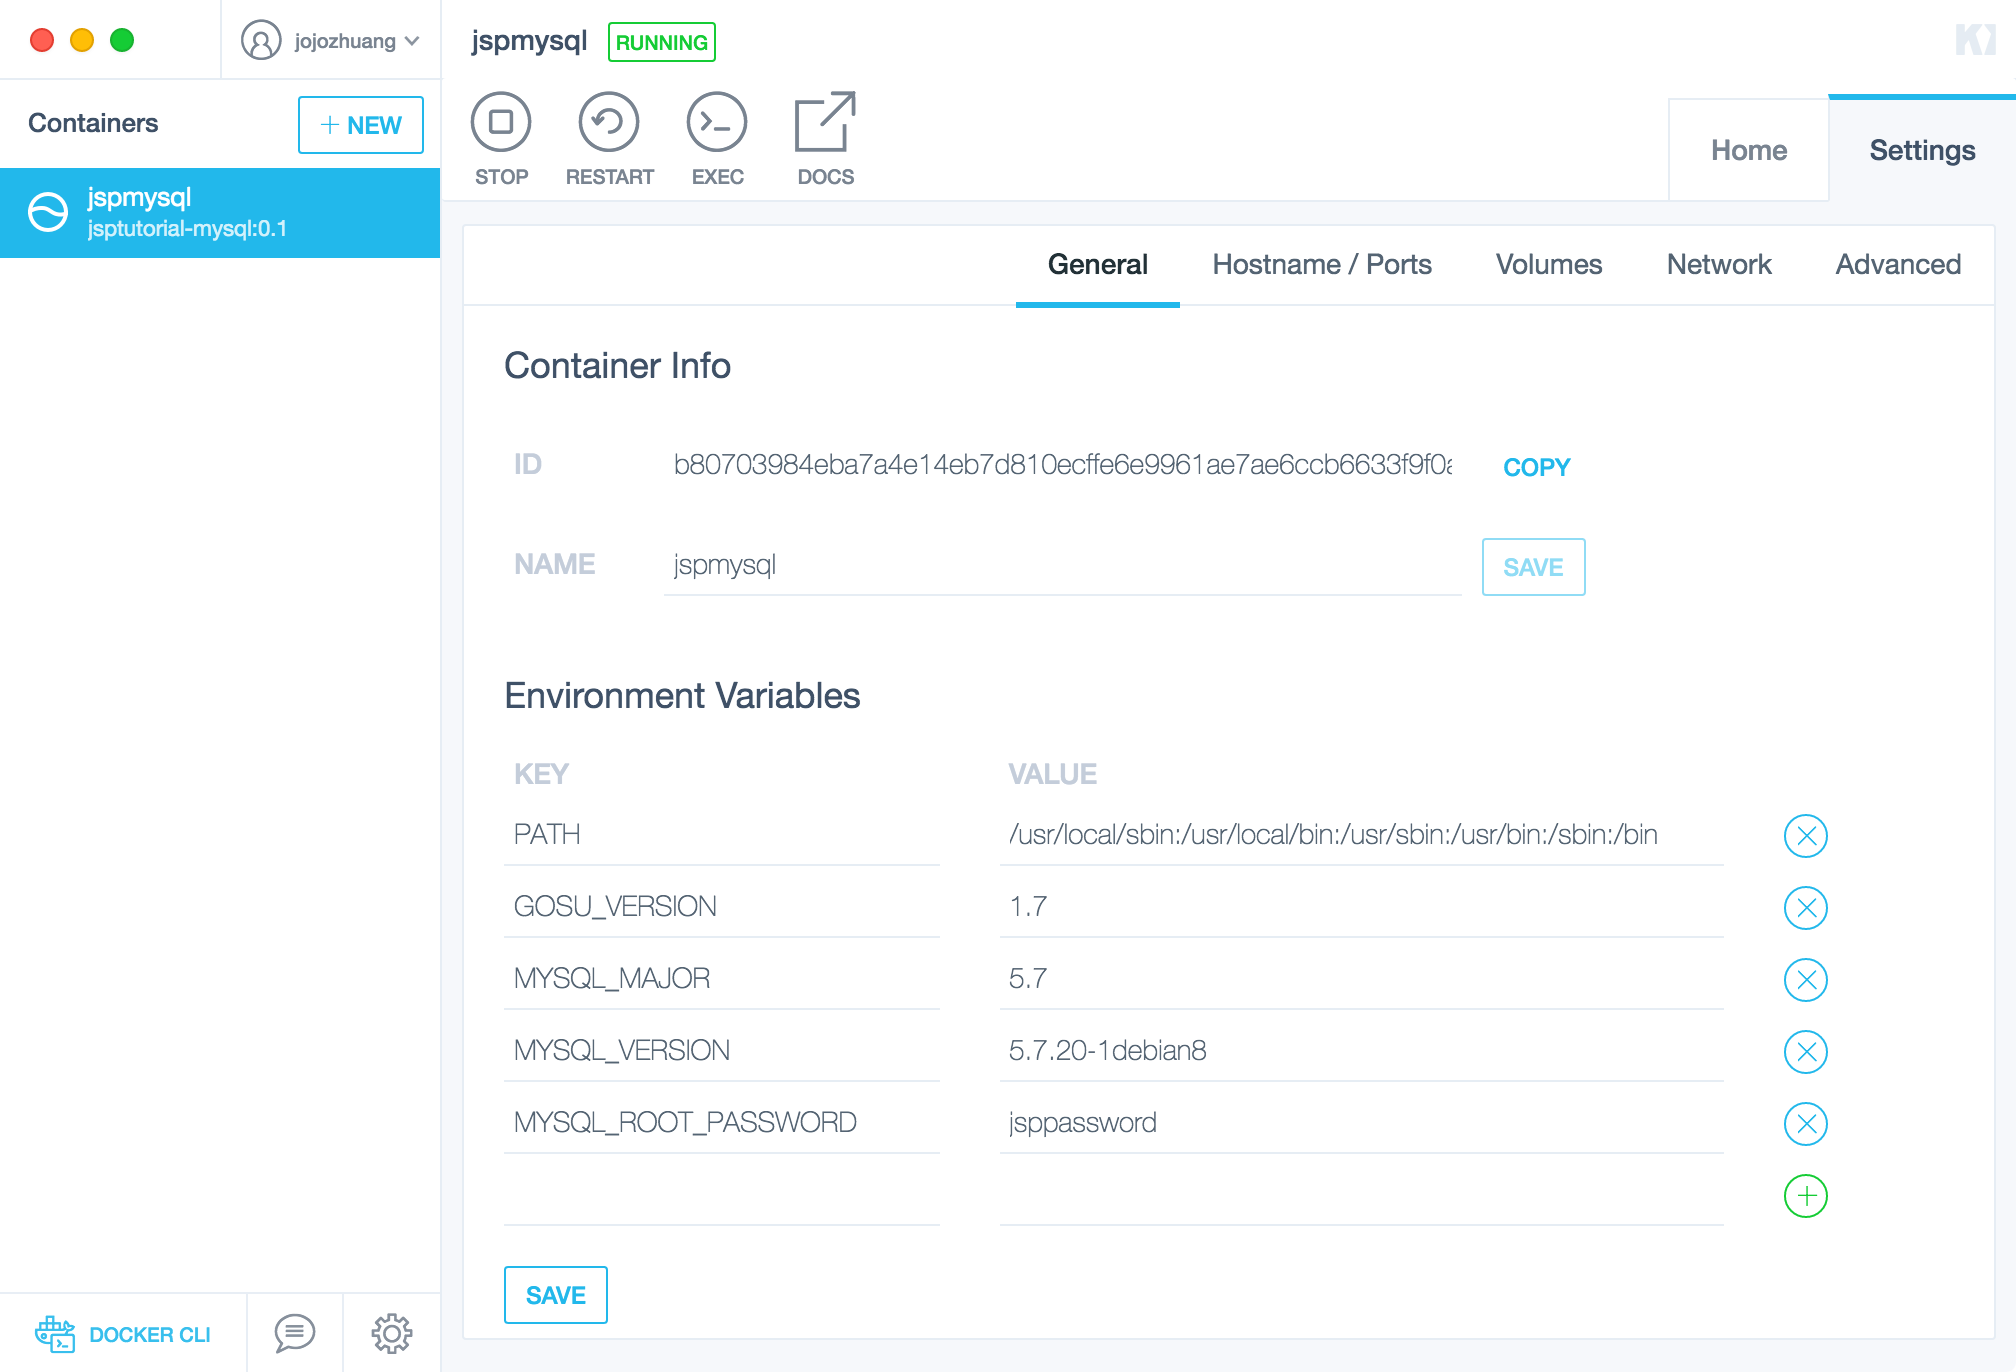 jojozhuang
jspmysql RUNNING
Containers
+ NEW
jspmysql
jsptutorial-mysql:0.1
STOP RESTART EXEC DOCS
Home Settings
General Hostname / Ports Volumes Network Advanced
Container Info
ID b80703984eba7a4e14eb7d810ecffe6e9961ae7ae6ccb6633f9f0a COPY
NAME jspmysql SAVE
Environment Variables
KEY VALUE
PATH /usr/local/sbin:/usr/local/bin:/usr/sbin:/usr/bin:/sbin:/bin
GOSU_VERSION 1.7
MYSQL_MAJOR 5.7
MYSQL_VERSION 5.7.20-1debian8
MYSQL_ROOT_PASSWORD jsppassword
SAVE
DOCKER CLI